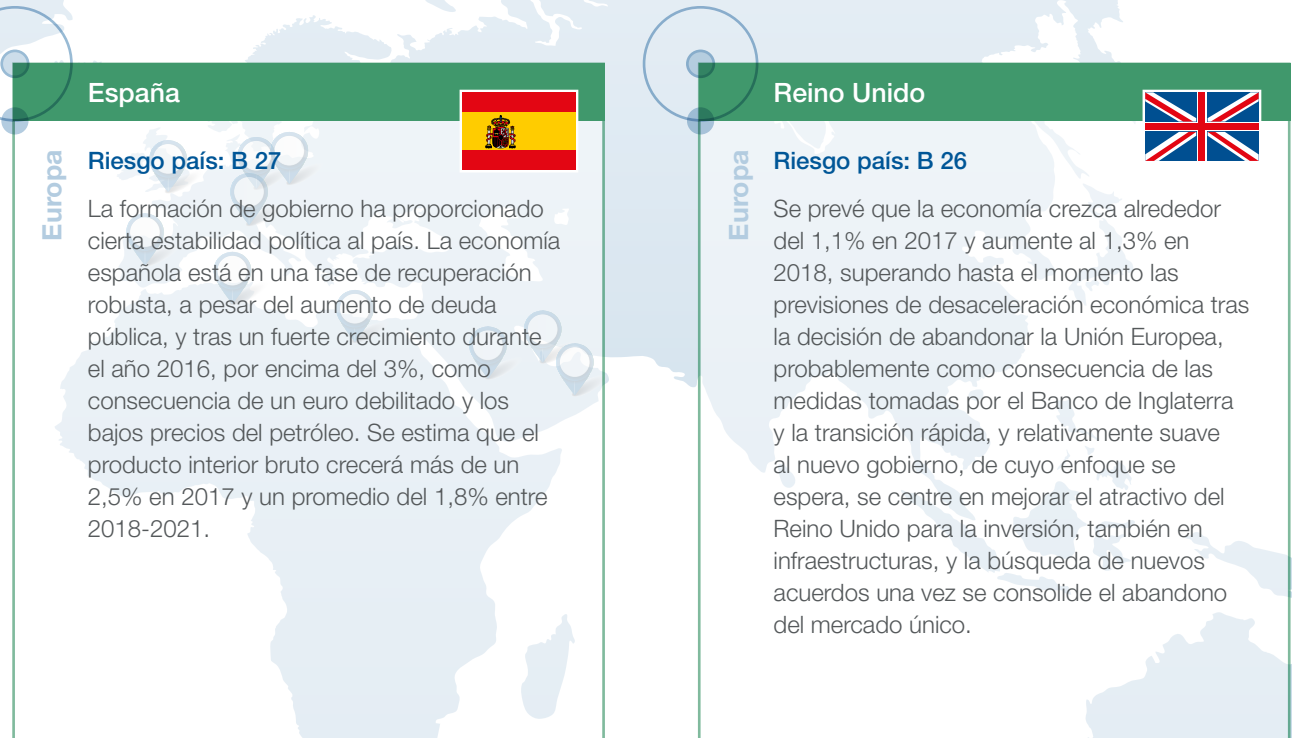 España
Europa
Riesgo país: B 27
La formación de gobierno ha proporcionado
cierta estabilidad política al país. La economía
española está en una fase de recuperación
robusta, a pesar del aumento de deuda
pública, y tras un fuerte crecimiento durante
el año 2016, por encima del 3%, como
consecuencia de un euro debilitado y los
bajos precios del petróleo. Se estima que el
producto interior bruto crecerá más de un
2,5% en 2017 y un promedio del 1,8% entre
2018-2021.
Reino Unido
Europa
Riesgo país: B 26
Se prevé que la economía crezca alrededor
del 1,1% en 2017 y aumente al 1,3% en
2018, superando hasta el momento las
previsiones de desaceleración económica tras
la decisión de abandonar la Unión Europea,
probablemente como consecuencia de las
medidas tomadas por el Banco de Inglaterra
y la transición rápida, y relativamente suave
al nuevo gobierno, de cuyo enfoque se
espera, se centre en mejorar el atractivo del
Reino Unido para la inversión, también en
infraestructuras, y la búsqueda de nuevos
acuerdos una vez se consolide el abandono
del mercado único.